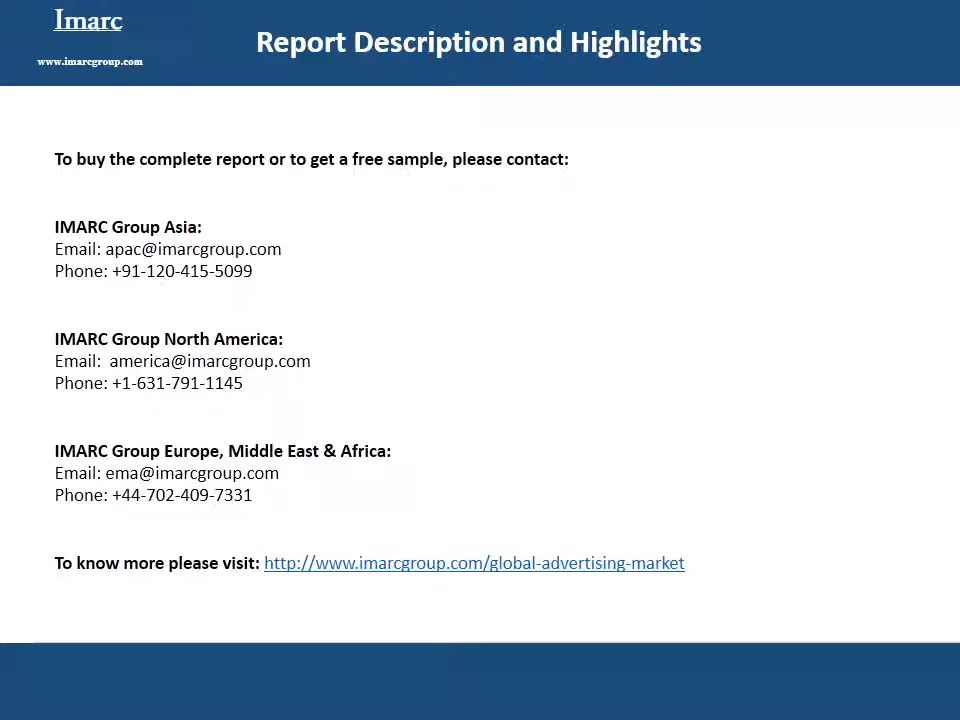 Imarc
www.imarcgroup.com
Report Description and Highlights
To buy the complete report or to get a free sample, please contact:
IMARC Group Asia:
Email: apac@imarcgroup.com
Phone: +91-120-415-5099
IMARC Group North America:
Email:  america@imarcgroup.com
Phone: +1-631-791-1145
IMARC Group Europe, Middle East & Africa:
Email: ema@imarcgroup.com
Phone: +44-702-409-7331
To know more please visit: http://www.imarcgroup.com/global-advertising-market